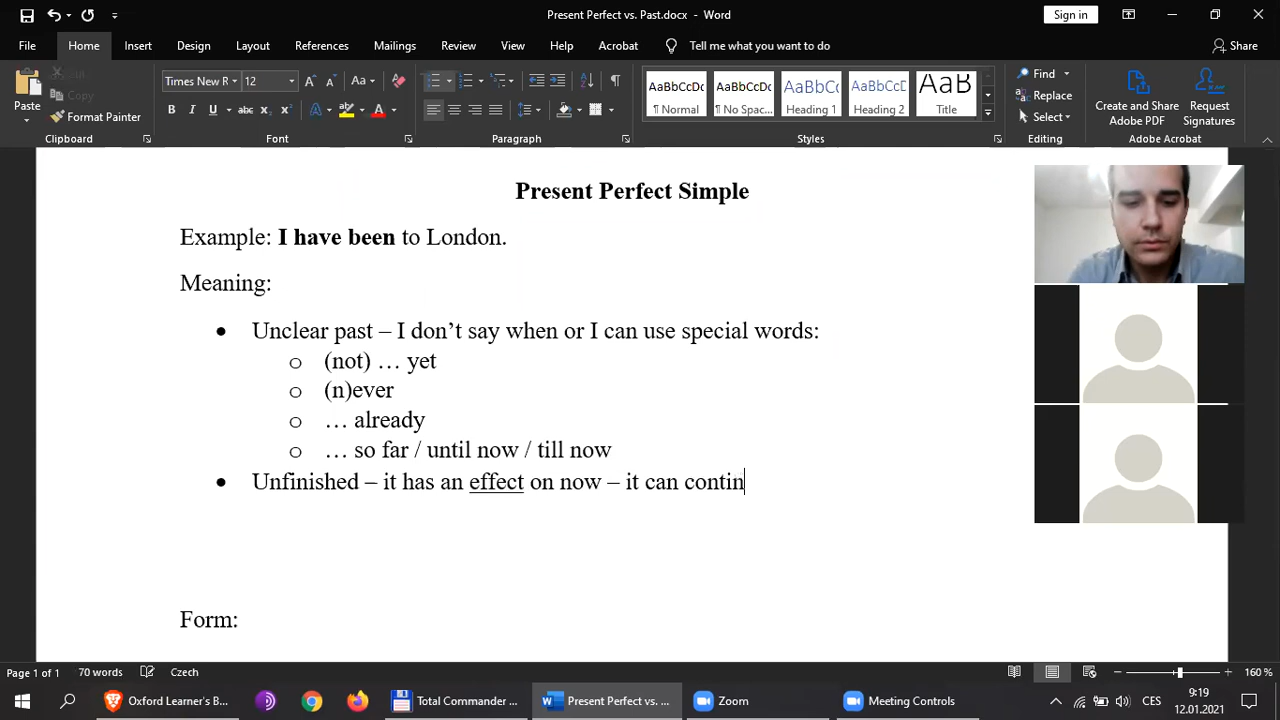 Present Perfect vs. Past.docx - Word
Sign in
File Home Insert Design Layout References Mailings Review View Help Acrobat Tell me what you want to do Share
Paste
Copy
Format Painter
Times New R 12
AaBbCcDc AaBbCcDc AaBbCcD AaBbCcD AaB
¶ Normal ¶ No Spac... Heading 1 Heading 2 Title
Find
Replace
Select
Create and Share Adobe PDF
Request Signatures
Clipboard Font Paragraph Styles Editing Adobe Acrobat
Present Perfect Simple
Example: I have been to London.
Meaning:
• Unclear past – I don’t say when or I can use special words:
o (not) … yet
o (n)ever
o … already
o … so far / until now / till now
• Unfinished – it has an effect on now – it can contin
Form:
Page 1 of 1 70 words Czech 160 %
Oxford Learner's B... Total Commander ... Present Perfect vs. ... Zoom Meeting Controls CES 9:19
12.01.2021